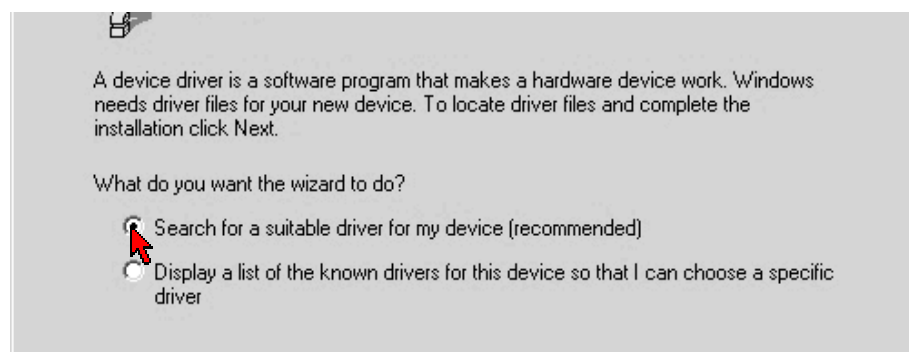 A device driver is a software program that makes a hardware device work. Windows
needs driver files for your new device. To locate driver files and complete the
installation click Next.
What do you want the wizard to do?
Search for a suitable driver for my device (recommended)
Display a list of the known drivers for this device so that I can choose a specific
driver